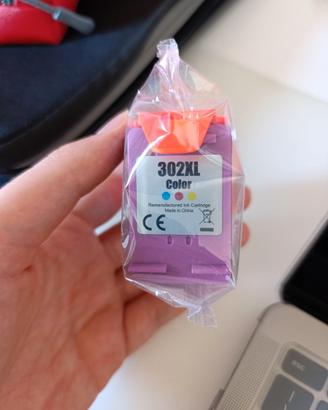 302XL
Color
Remanufactured Ink Cartridge
Made in China
CE